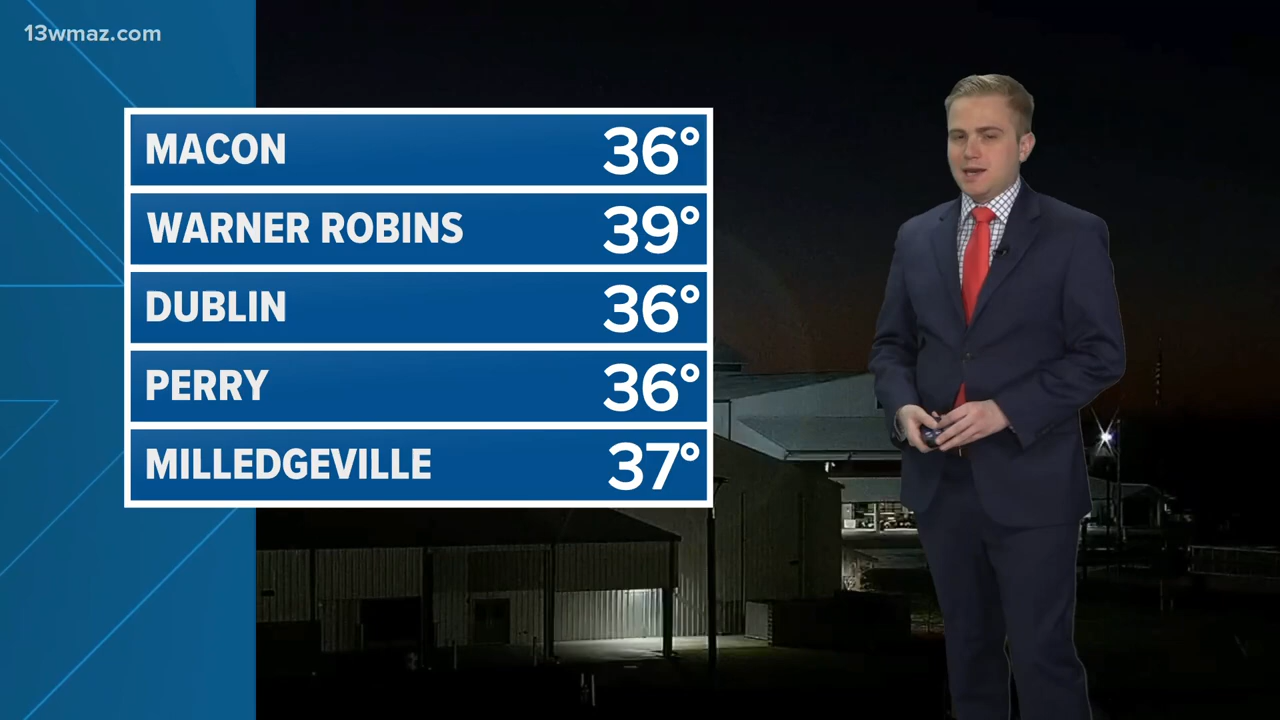 13wmaz.com
MACON 36°
WARNER ROBINS 39°
DUBLIN 36°
PERRY 36°
MILLEDGEVILLE 37°